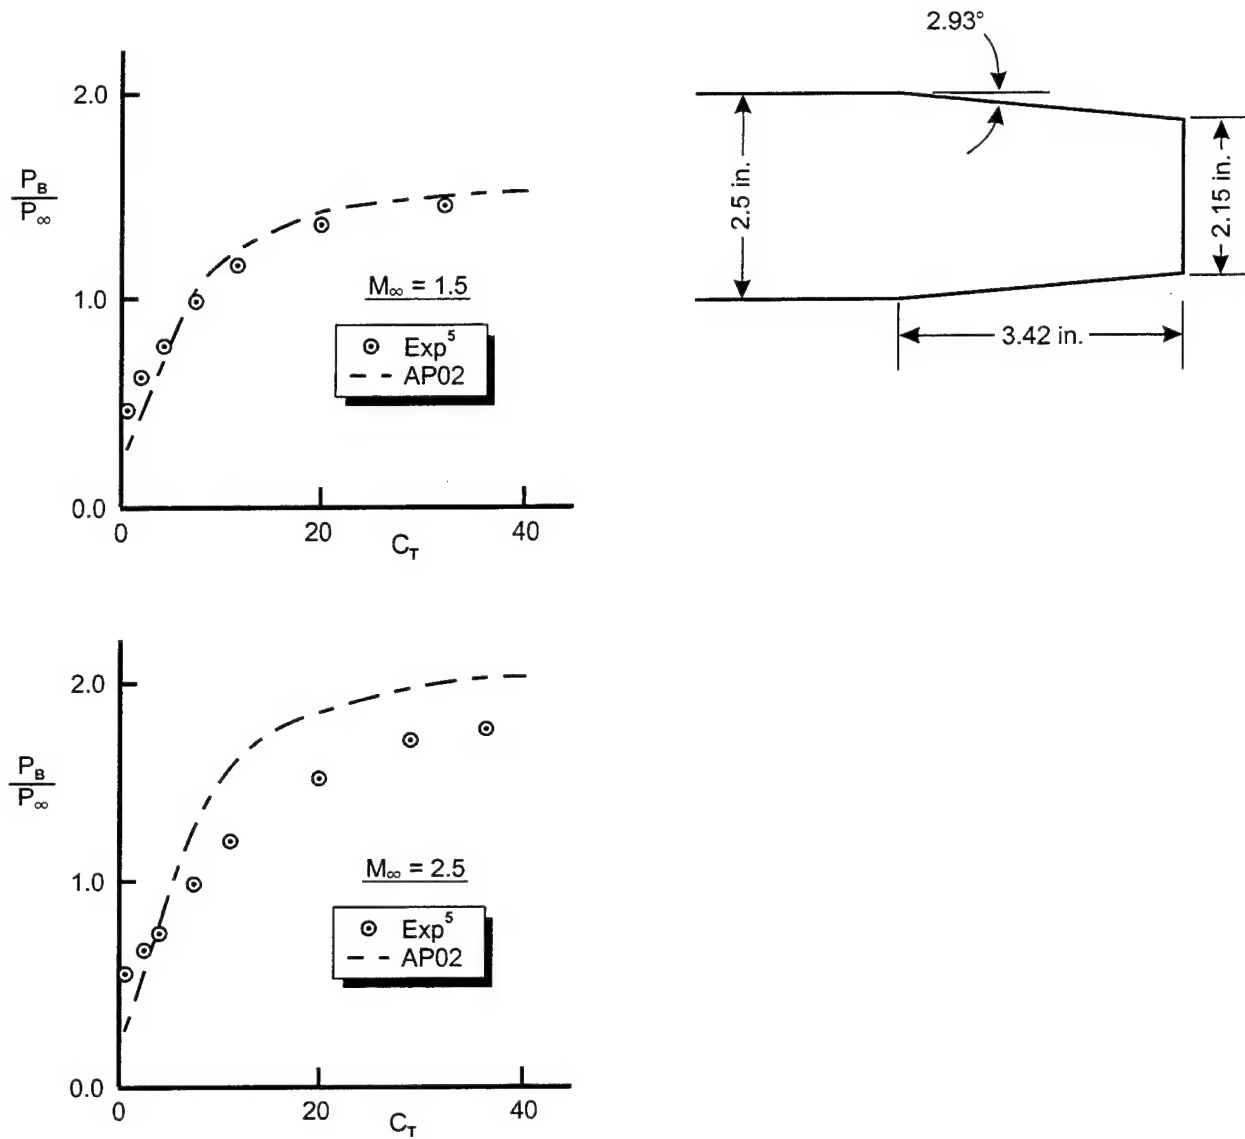 2.0
P_B
P_∞
1.0
0.0
0
20
40
C_T
M∞ = 1.5
Exp⁵
AP02
2.93°
2.5 in.
2.15 in.
3.42 in.
2.0
P_B
P_∞
1.0
0.0
0
20
40
C_T
M∞ = 2.5
Exp⁵
AP02